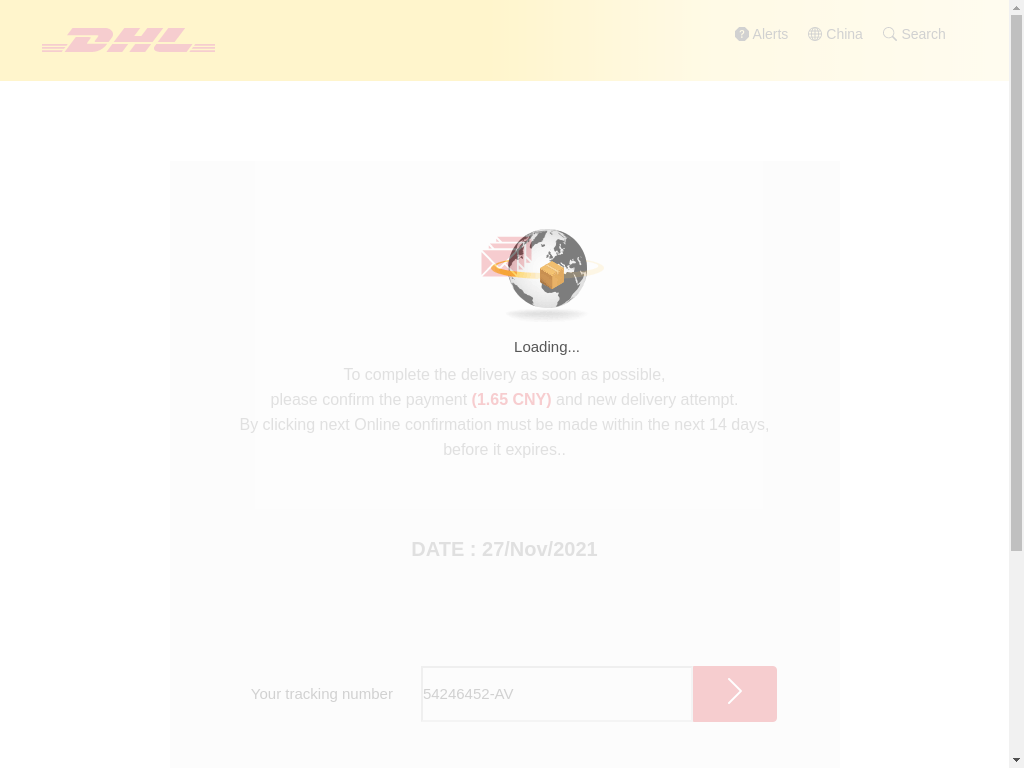 DHL
Alerts China Search
Loading...
To complete the delivery as soon as possible,
please confirm the payment (1.65 CNY) and new delivery attempt.
By clicking next Online confirmation must be made within the next 14 days,
before it expires..
DATE : 27/Nov/2021
Your tracking number 54246452-AV